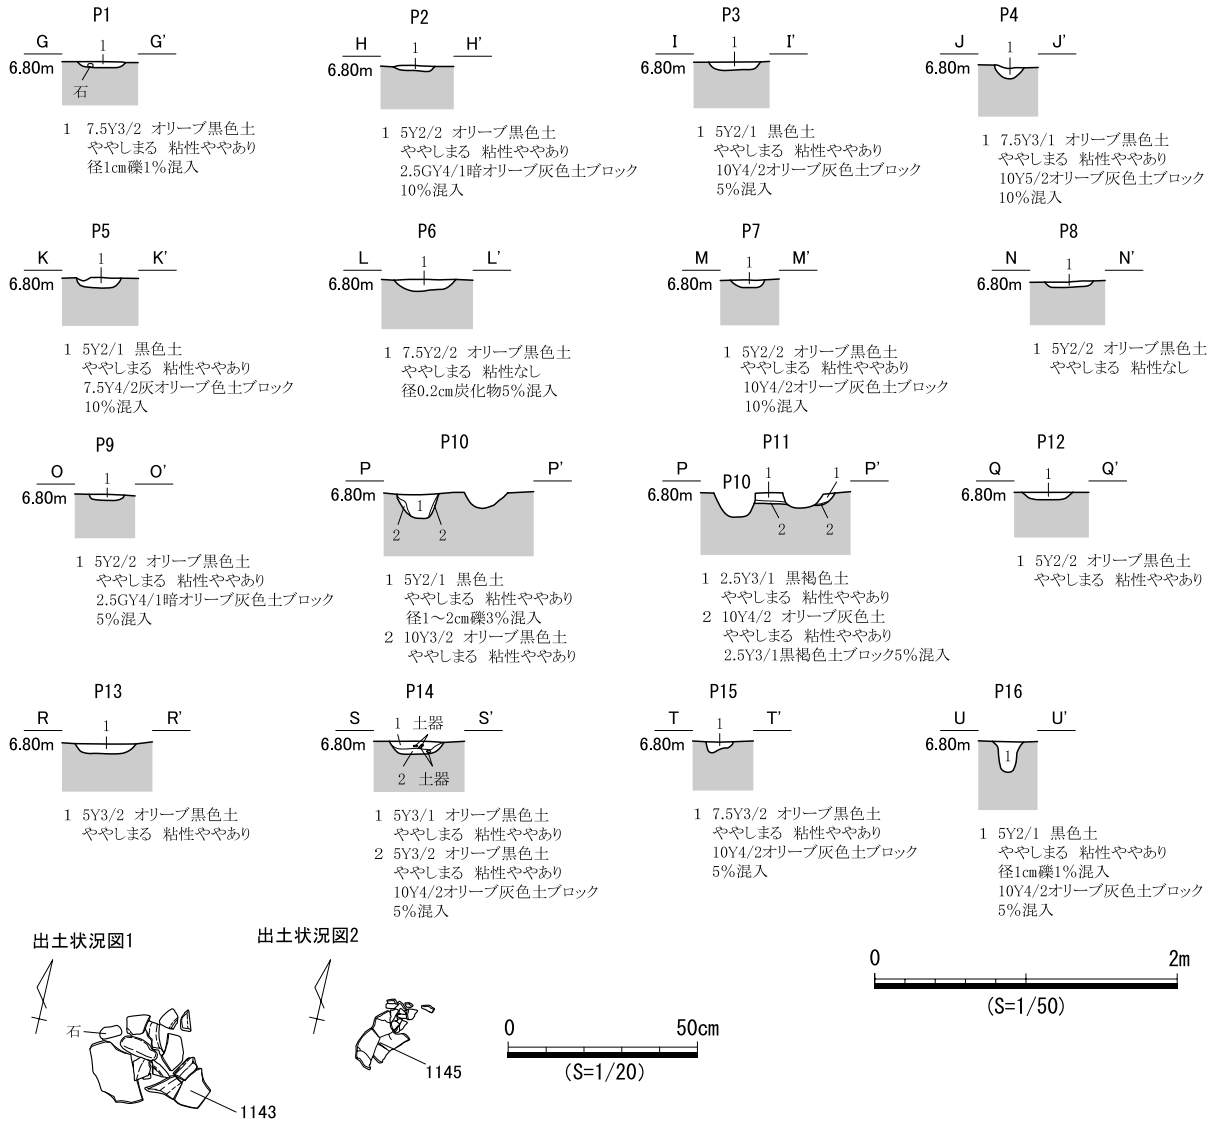 P1
G 1 G'
6.80m
石
1 7.5Y3/2 オリーブ黒色土
ややしまる 粘性ややあり
径1cm礫1%混入
P2
H 1 H'
6.80m
1 5Y2/2 オリーブ黒色土
ややしまる 粘性ややあり
2.5GY4/1暗オリーブ灰色土ブロック
10%混入
P3
I 1 I'
6.80m
1 5Y2/1 黒色土
ややしまる 粘性ややあり
10Y4/2オリーブ灰色土ブロック
5%混入
P4
J 1 J'
6.80m
1 7.5Y3/1 オリーブ黒色土
ややしまる 粘性ややあり
10Y5/2オリーブ灰色土ブロック
10%混入
P5
K 1 K'
6.80m
1 5Y2/1 黒色土
ややしまる 粘性ややあり
7.5Y4/2灰オリーブ色土ブロック
10%混入
P6
L 1 L'
6.80m
1 7.5Y2/2 オリーブ黒色土
ややしまる 粘性なし
径0.2cm炭化物5%混入
P7
M 1 M'
6.80m
1 5Y2/2 オリーブ黒色土
ややしまる 粘性ややあり
10Y4/2オリーブ灰色土ブロック
10%混入
P8
N 1 N'
6.80m
1 5Y2/2 オリーブ黒色土
ややしまる 粘性なし
P9
O 1 O'
6.80m
1 5Y2/2 オリーブ黒色土
ややしまる 粘性ややあり
2.5GY4/1暗オリーブ灰色土ブロック
5%混入
P10
P P'
6.80m
1
2 2
1 5Y2/1 黒色土
ややしまる 粘性ややあり
径1～2cm礫3%混入
2 10Y3/2 オリーブ黒色土
ややしまる 粘性ややあり
P11
P P10 1 1 P'
6.80m
2 2
1 2.5Y3/1 黒褐色土
ややしまる 粘性ややあり
2 10Y4/2 オリーブ灰色土
ややしまる 粘性ややあり
2.5Y3/1黒褐色土ブロック5%混入
P12
Q 1 Q'
6.80m
1 5Y2/2 オリーブ黒色土
ややしまる 粘性ややあり
P13
R 1 R'
6.80m
1 5Y3/2 オリーブ黒色土
ややしまる 粘性ややあり
P14
S 1 土器 S'
6.80m
2 土器
1 5Y3/1 オリーブ黒色土
ややしまる 粘性ややあり
2 5Y3/2 オリーブ黒色土
ややしまる 粘性ややあり
10Y4/2オリーブ灰色土ブロック
5%混入
P15
T 1 T'
6.80m
1 7.5Y3/2 オリーブ黒色土
ややしまる 粘性ややあり
10Y4/2オリーブ灰色土ブロック
5%混入
P16
U U'
6.80m
1
1 5Y2/1 黒色土
ややしまる 粘性ややあり
径1cm礫1%混入
10Y4/2オリーブ灰色土ブロック
5%混入
出土状況図1
石
1143
出土状況図2
1145
0 50cm
(S=1/20)
0 2m
(S=1/50)